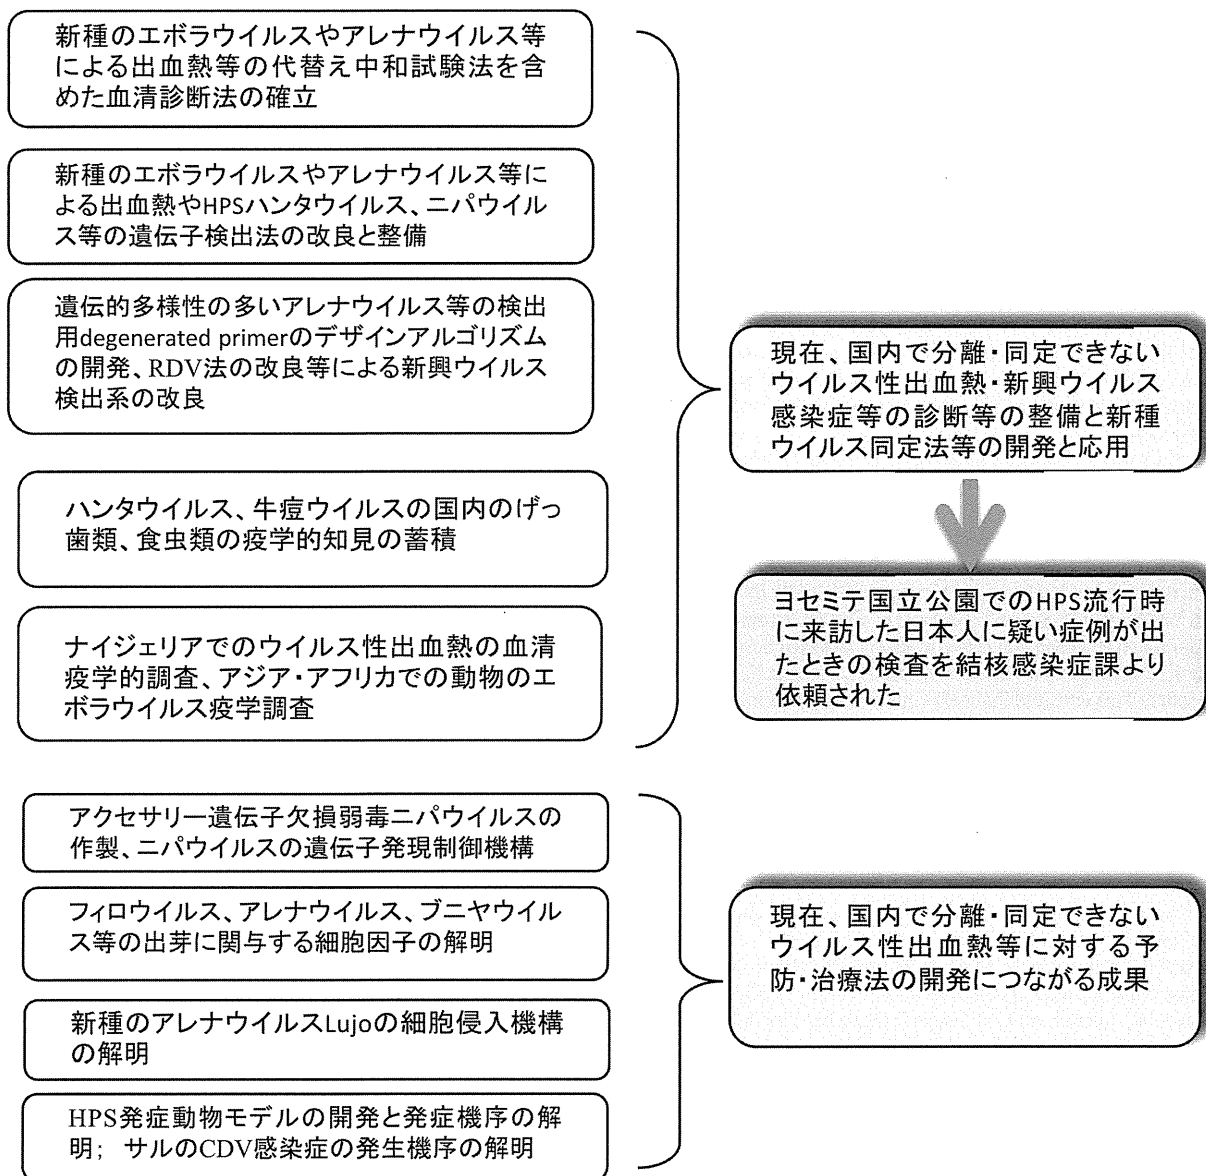 新種のエボラウイルスやアレナウイルス等
による出血熱等の代替え中和試験法を含
めた血清診断法の確立
新種のエボラウイルスやアレナウイルス等に
よる出血熱やHPSハンタウイルス、ニパウイル
ス等の遺伝子検出法の改良と整備
遺伝的多様性の多いアレナウイルス等の検出
用degenerated primerのデザインアルゴリズム
の開発、RDV法の改良等による新興ウイルス
検出系の改良
ハンタウイルス、牛痘ウイルスの国内のげっ
歯類、食虫類の疫学的知見の蓄積
ナイジェリアでのウイルス性出血熱の血清
疫学的調査、アジア・アフリカでの動物のエ
ボラウイルス疫学調査
現在、国内で分離・同定できない
ウイルス性出血熱・新興ウイルス
感染症等の診断等の整備と新種
ウイルス同定法等の開発と応用
ヨセミテ国立公園でのHPS流行時
に来訪した日本人に疑い症例が出
たときの検査を結核感染症課より
依頼された
アクセサリー遺伝子欠損弱毒ニパウイルスの
作製、ニパウイルスの遺伝子発現制御機構
フィロウイルス、アレナウイルス、ブニヤウイル
ス等の出芽に関与する細胞因子の解明
新種のアレナウイルスLujoの細胞侵入機構
の解明
HPS発症動物モデルの開発と発症機序の解
明; サルのCDV感染症の発生機序の解明
現在、国内で分離・同定できない
ウイルス性出血熱等に対する予
防・治療法の開発につながる成果